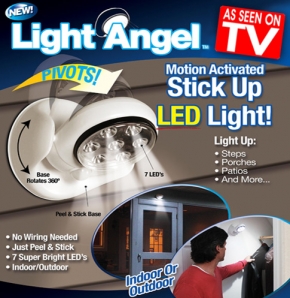 NEW!
Light Angel™
AS SEEN ON
TV
PIVOTS!
Motion Activated
Stick Up
LED Light!
Light Up:
• Steps
• Porches
• Patios
• And More...
Base
Rotates 360°
7 LED's
Peel & Stick Base
• No Wiring Needed
• Just Peel & Stick
• 7 Super Bright LED's
• Indoor/Outdoor
Indoor Or
Outdoor